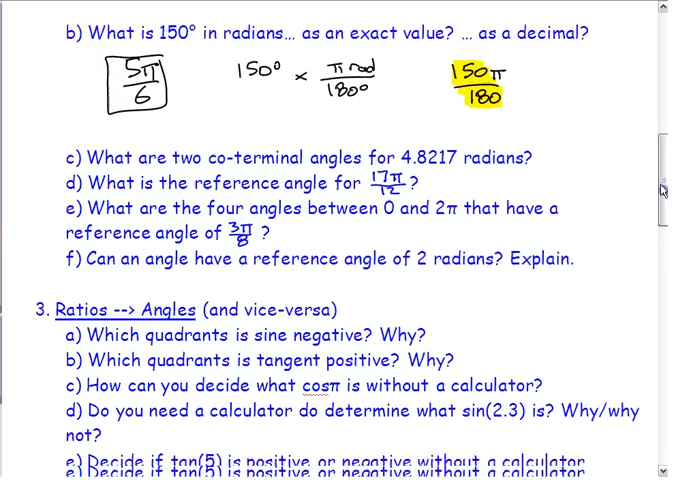 b) What is 150° in radians... as an exact value? ... as a decimal?
5π/6 150° × π rad/180° 150π/180
c) What are two co-terminal angles for 4.8217 radians?
d) What is the reference angle for 17π/12 ?
e) What are the four angles between 0 and 2π that have a
reference angle of 3π/8 ?
f) Can an angle have a reference angle of 2 radians? Explain.
3. Ratios --> Angles (and vice-versa)
a) Which quadrants is sine negative? Why?
b) Which quadrants is tangent positive? Why?
c) How can you decide what cosπ is without a calculator?
d) Do you need a calculator do determine what sin(2.3) is? Why/why
not?
e) Decide if tan(5) is positive or negative without a calculator